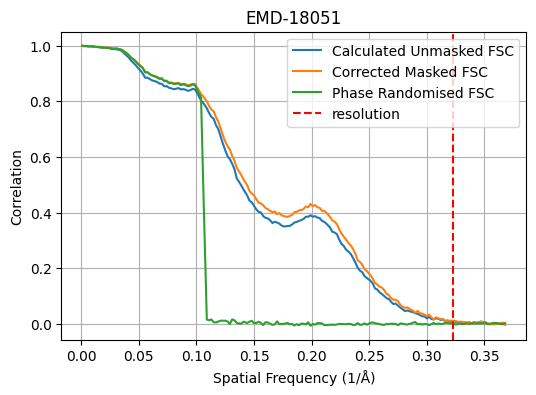 EMD-18051
Calculated Unmasked FSC
Corrected Masked FSC
Phase Randomised FSC
resolution
1.0
0.8
0.6
0.4
0.2
0.0
Correlation
0.00 0.05 0.10 0.15 0.20 0.25 0.30 0.35
Spatial Frequency (1/Å)